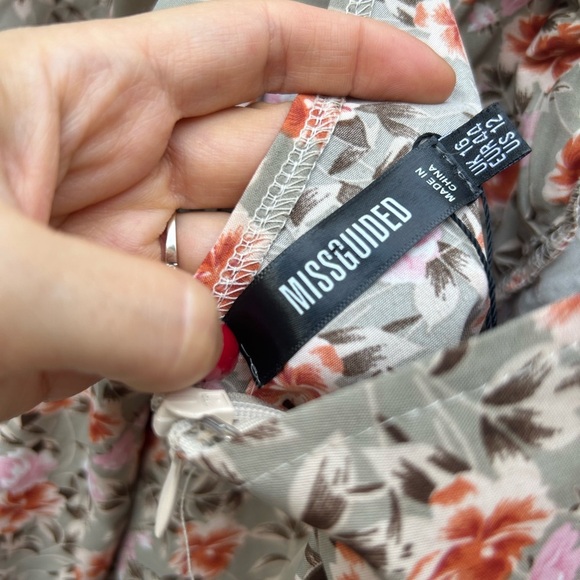 MISSGUIDED
MADE IN
CHINA
UK 16
EUR 44
US 12